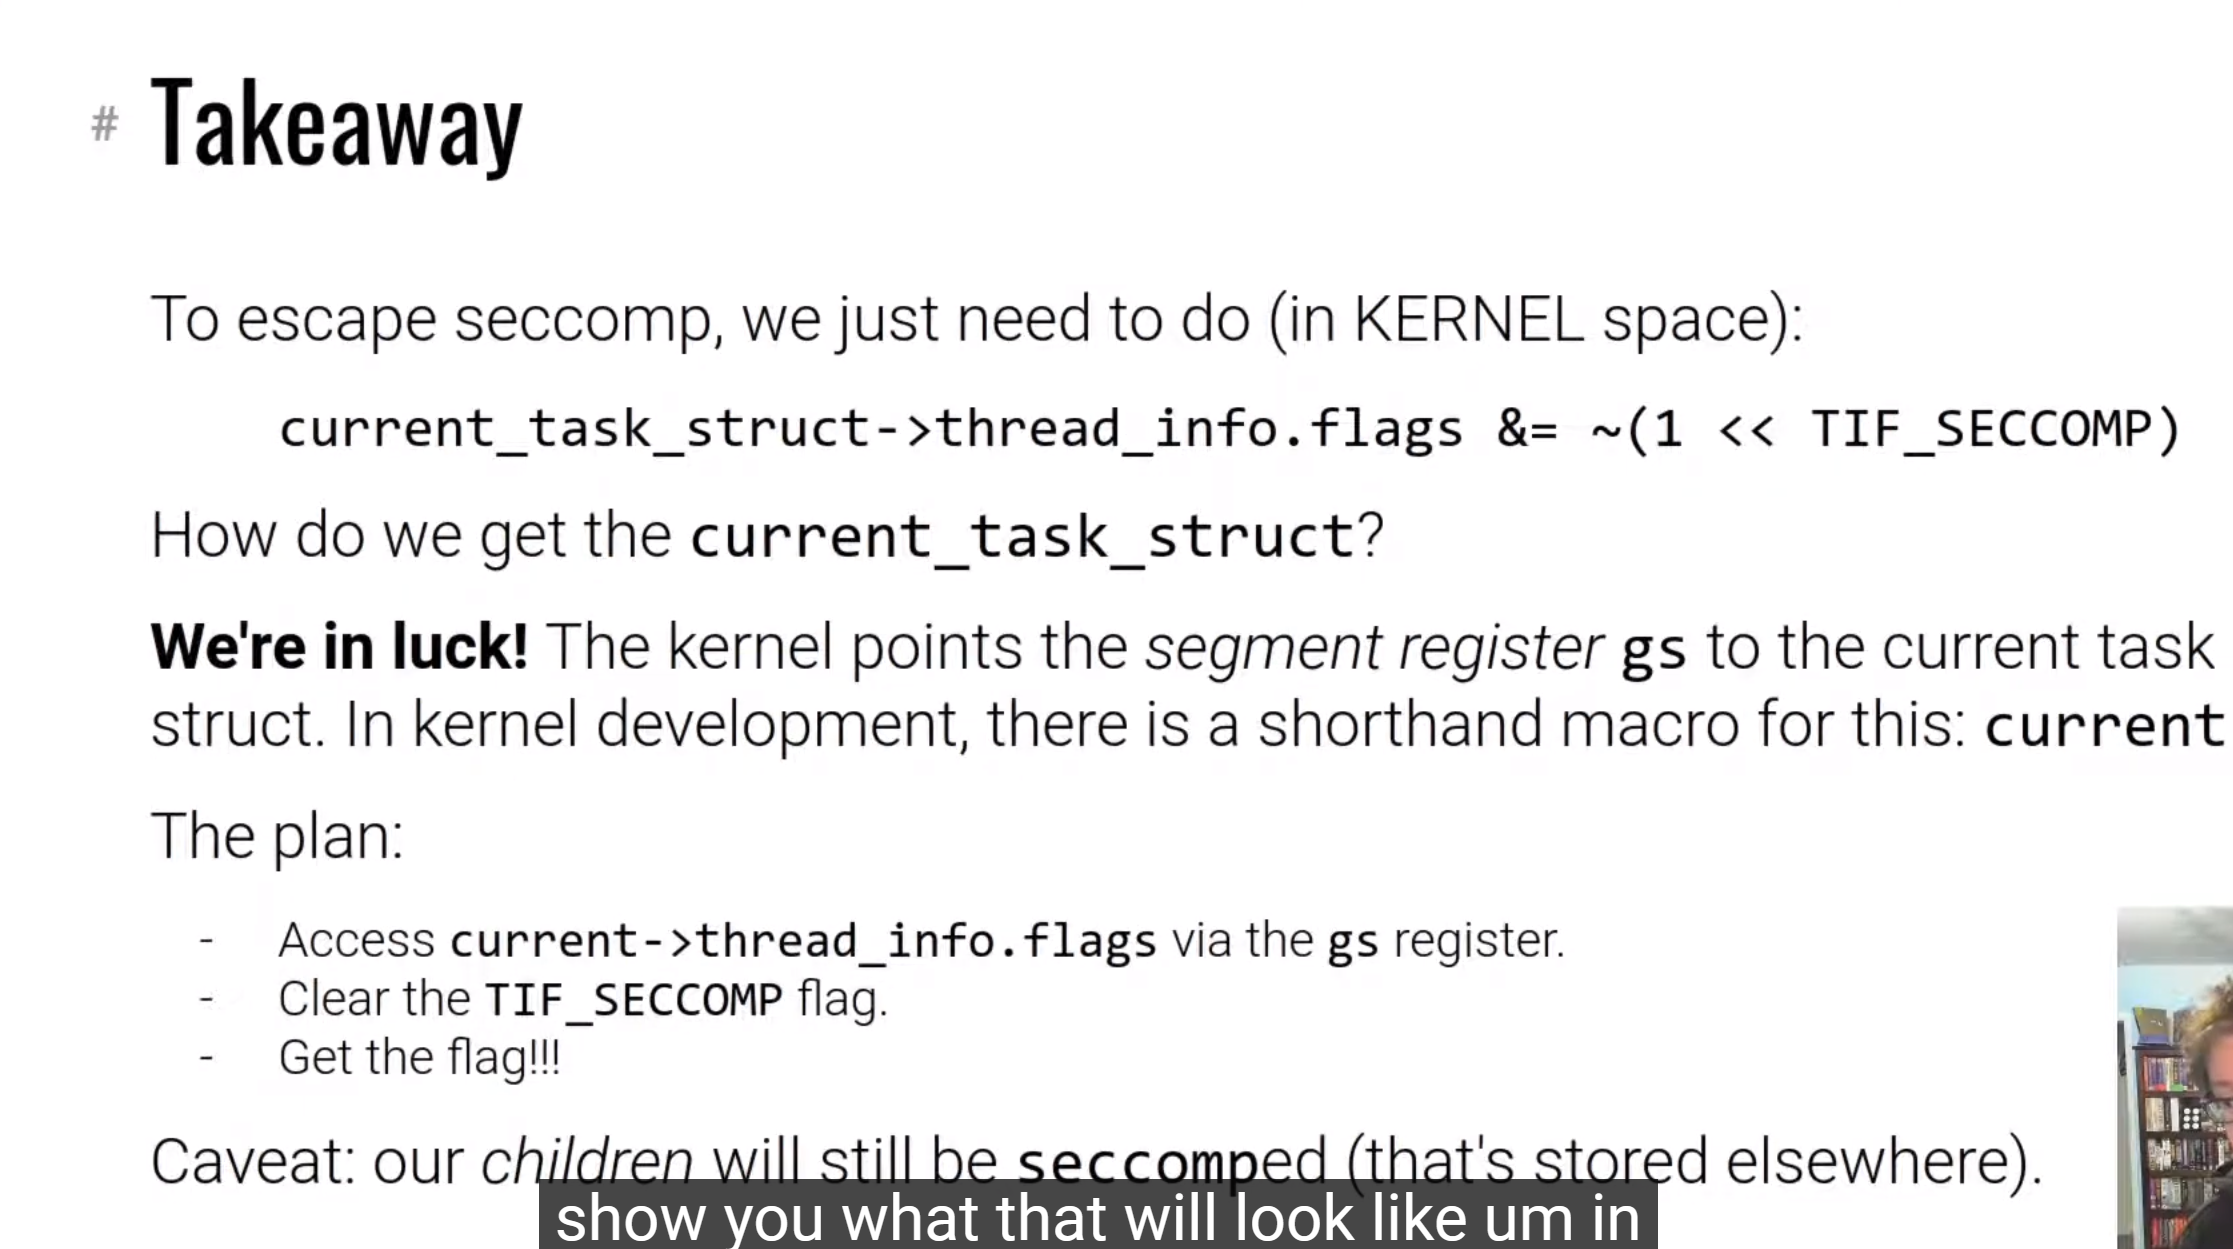 # Takeaway
To escape seccomp, we just need to do (in KERNEL space):
current_task_struct->thread_info.flags &= ~(1 << TIF_SECCOMP)
How do we get the current_task_struct?
We're in luck! The kernel points the segment register gs to the current task
struct. In kernel development, there is a shorthand macro for this: current
The plan:
- Access current->thread_info.flags via the gs register.
- Clear the TIF_SECCOMP flag.
- Get the flag!!!
Caveat: our children will still be seccomped (that's stored elsewhere).
show you what that will look like um in